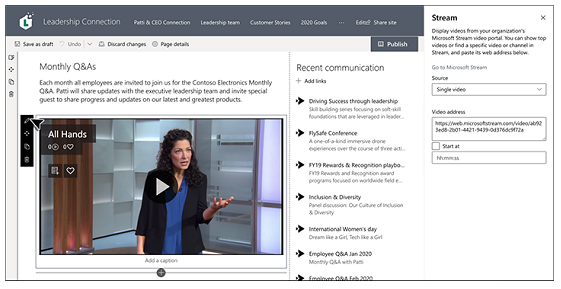 Leadership Connection
Patti & CEO Connection
Leadership team
Customer Stories
2020 Goals
···
Edit
Share site
Save as draft
Undo
Discard changes
Page details
Publish
Monthly Q&As
Each month all employees are invited to join us for the Contoso Electronics Monthly
Q&A. Patti will share updates with the executive leadership team and invite special
guest to share progress and updates on our latest and greatest products.
All Hands
0
0
Add a caption
Recent communication
+ Add links
Driving Success through leadership
Skill building series focusing on soft-skill
foundations that are leveraged in leader...
FlySafe Conference
A one-of-a-kind immersive drone
experiences over the course of three acti...
FY19 Rewards & Recognition playbo...
FY19 Rewards and Recognition award
programs focused on worldwide field e...
Inclusion & Diversity
Panel discussion: Our Culture of Inclusion
& Diversity
International Women's day
Dream like a Girl, Tech like a Girl
Employee Q&A Jan 2020
Monthly Q&A with Patti
Employee Q&A Feb 2020
Stream
Display videos from your organization's
Microsoft Stream video portal. You can show top
videos or find a specific video or channel in
Stream, and paste its web address below.
Go to Microsoft Stream
Source
Single video
Video address
https://web.microsoftstream.com/video/ab92
3ed8-2b01-4421-9439-0d376dc9f72a
Start at
hh:mm:ss